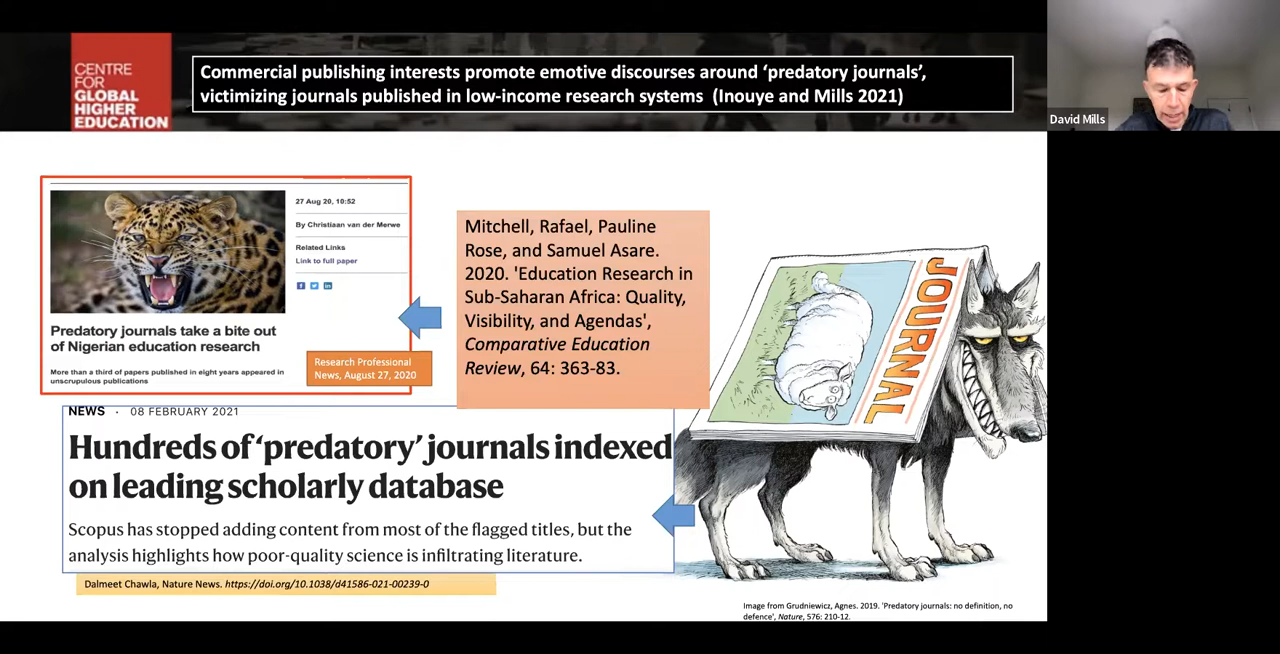 CENTRE
FOR
GLOBAL
HIGHER
EDUCATION
Commercial publishing interests promote emotive discourses around ‘predatory journals’,
victimizing journals published in low-income research systems (Inouye and Mills 2021)
David Mills
27 Aug 20, 10:52
By Christiaan van der Merwe
Related Links
Link to full paper
f
in
Predatory journals take a bite out
of Nigerian education research
More than a third of papers published in eight years appeared in
unscrupulous publications
Research Professional
News, August 27, 2020
Mitchell, Rafael, Pauline
Rose, and Samuel Asare.
2020. 'Education Research in
Sub-Saharan Africa: Quality,
Visibility, and Agendas',
Comparative Education
Review, 64: 363-83.
JOURNAL
NEWS · 08 FEBRUARY 2021
Hundreds of ‘predatory’ journals indexed
on leading scholarly database
Scopus has stopped adding content from most of the flagged titles, but the
analysis highlights how poor-quality science is infiltrating literature.
Dalmeet Chawla, Nature News. https://doi.org/10.1038/d41586-021-00239-0
Image from Grudniewicz, Agnes. 2019. 'Predatory journals: no definition, no
defence', Nature, 576: 210-12.